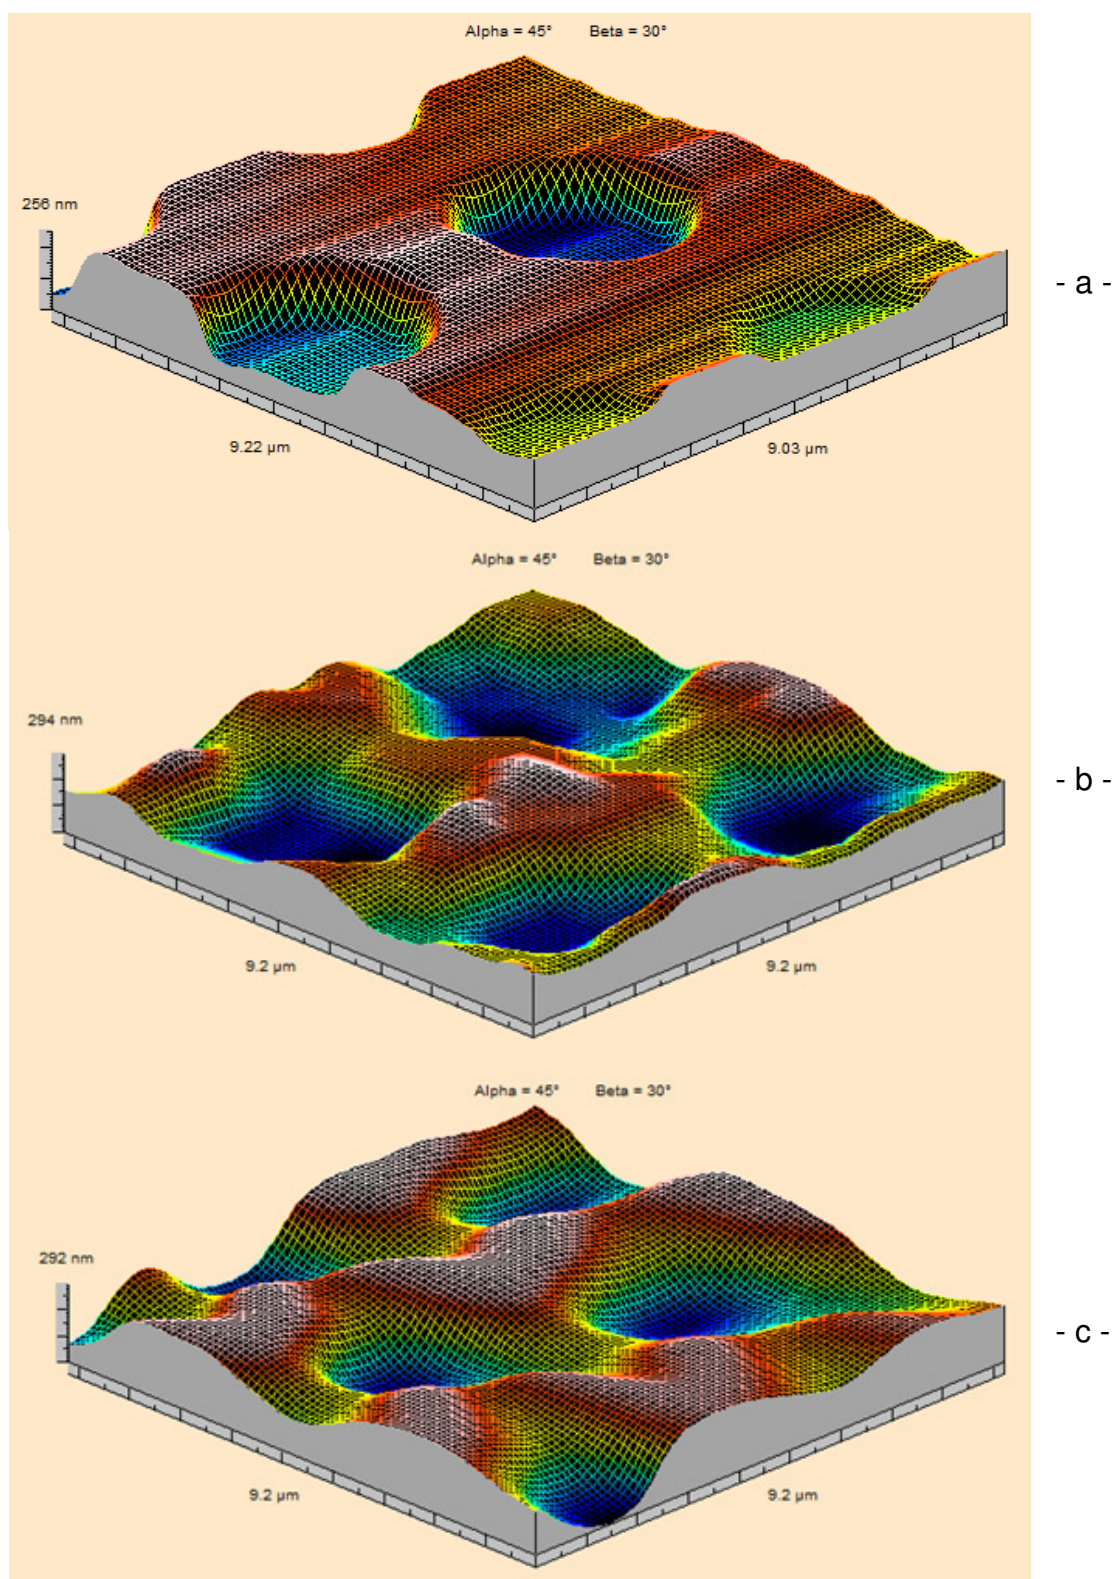 Alpha = 45° Beta = 30°
256 nm
- a -
9.22 µm 9.03 µm
Alpha = 45° Beta = 30°
294 nm
- b -
9.2 µm 9.2 µm
Alpha = 45° Beta = 30°
292 nm
- c -
9.2 µm 9.2 µm